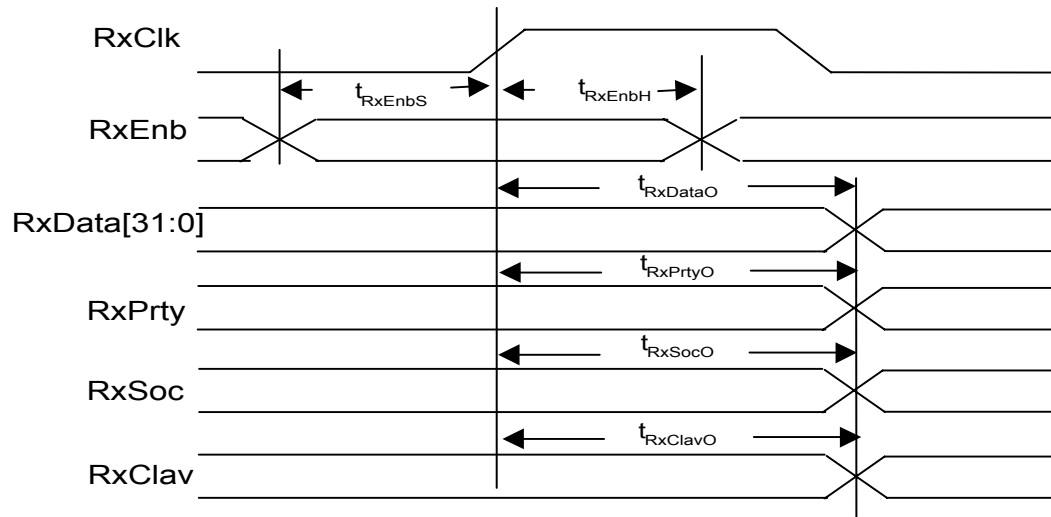 RxClk
tRxEnbS
tRxEnbH
RxEnb
tRxDataO
RxData[31:0]
tRxPrtyO
RxPrty
tRxSocO
RxSoc
tRxClavO
RxClav